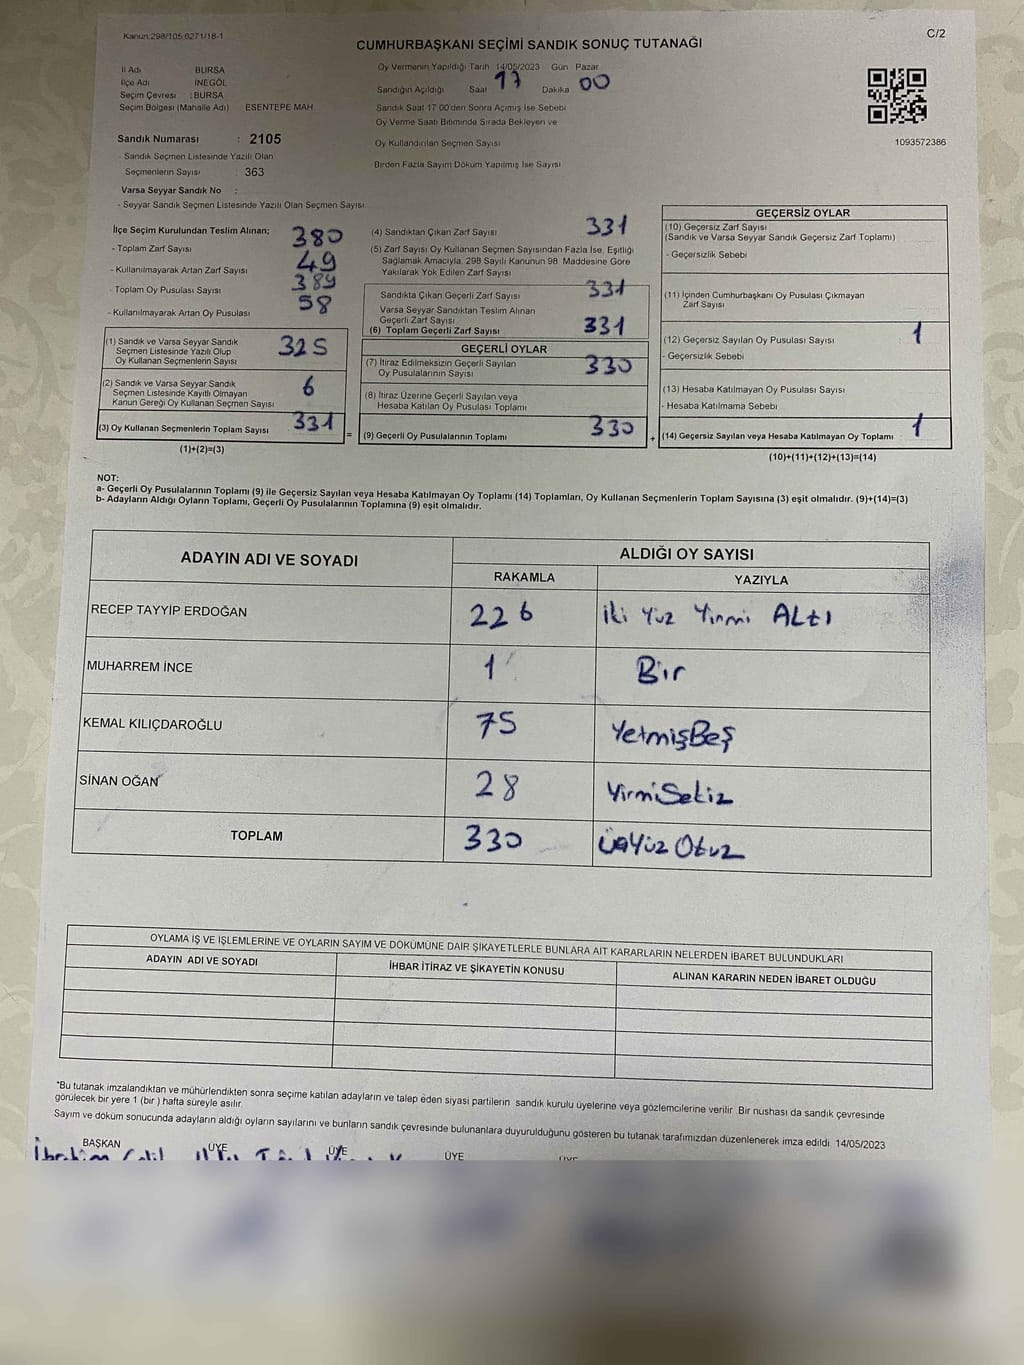 Kanun:298/105,6271/18-1
C/2
CUMHURBAŞKANI SEÇİMİ SANDIK SONUÇ TUTANAĞI
İl Adı BURSA
İlçe Adı İNEGÖL
Seçim Çevresi : BURSA
Seçim Bölgesi (Mahalle Adı) ESENTEPE MAH.
Oy Vermenin Yapıldığı Tarih 14/05/2023 Gün Pazar
Sandığın Açıldığı Saat 17 Dakika 00
Sandık Saat 17.00'den Sonra Açımış İse Sebebi
Oy Verme Saati Bitiminde Sırada Bekleyen ve
Oy Kullandırılan Seçmen Sayısı
Birden Fazla Sayım Döküm Yapılmış İse Sayısı
1093572386
Sandık Numarası : 2105
- Sandık Seçmen Listesinde Yazılı Olan
Seçmenlerin Sayısı : 363
Varsa Seyyar Sandık No :
- Seyyar Sandık Seçmen Listesinde Yazılı Olan Seçmen Sayısı
İlçe Seçim Kurulundan Teslim Alınan;
- Toplam Zarf Sayısı 380
- Kullanılmayarak Artan Zarf Sayısı 49
- Toplam Oy Pusulası Sayısı 389
- Kullanılmayarak Artan Oy Pusulası 58
(1) Sandık ve Varsa Seyyar Sandık
Seçmen Listesinde Yazılı Olup
Oy Kullanan Seçmenlerin Sayısı 325
(2) Sandık ve Varsa Seyyar Sandık
Seçmen Listesinde Kayıtlı Olmayan
Kanun Gereği Oy Kullanan Seçmen Sayısı 6
(3) Oy Kullanan Seçmenlerin Toplam Sayısı 331
(1)+(2)=(3)
(4) Sandıktan Çıkan Zarf Sayısı 331
(5) Zarf Sayısı Oy Kullanan Seçmen Sayısından Fazla İse, Eşitliği
Sağlamak Amacıyla, 298 Sayılı Kanunun 98. Maddesine Göre
Yakılarak Yok Edilen Zarf Sayısı
Sandıkta Çıkan Geçerli Zarf Sayısı 331
Varsa Seyyar Sandıktan Teslim Alınan
Geçerli Zarf Sayısı
(6) Toplam Geçerli Zarf Sayısı 331
GEÇERLİ OYLAR
(7) İtiraz Edilmeksizin Geçerli Sayılan
Oy Pusulalarının Sayısı 330
(8) İtiraz Üzerine Geçerli Sayılan veya
Hesaba Katılan Oy Pusulası Toplamı
= (9) Geçerli Oy Pusulalarının Toplamı 330 +
GEÇERSİZ OYLAR
(10) Geçersiz Zarf Sayısı
(Sandık ve Varsa Seyyar Sandık Geçersiz Zarf Toplamı)
- Geçersizlik Sebebi
(11) İçinden Cumhurbaşkanı Oy Pusulası Çıkmayan
Zarf Sayısı
(12) Geçersiz Sayılan Oy Pusulası Sayısı 1
- Geçersizlik Sebebi
(13) Hesaba Katılmayan Oy Pusulası Sayısı
- Hesaba Katılmama Sebebi
(14) Geçersiz Sayılan veya Hesaba Katılmayan Oy Toplamı 1
(10)+(11)+(12)+(13)=(14)
NOT:
a- Geçerli Oy Pusulalarının Toplamı (9) ile Geçersiz Sayılan veya Hesaba Katılmayan Oy Toplamı (14) Toplamları, Oy Kullanan Seçmenlerin Toplam Sayısına (3) eşit olmalıdır. (9)+(14)=(3)
b- Adayların Aldığı Oyların Toplamı, Geçerli Oy Pusulalarının Toplamına (9) eşit olmalıdır.
ADAYIN ADI VE SOYADI ALDIĞI OY SAYISI
RAKAMLA YAZIYLA
RECEP TAYYİP ERDOĞAN 226 İki Yüz Yirmi ALtı
MUHARREM İNCE 1 Bir
KEMAL KILIÇDAROĞLU 75 YetmişBeş
SİNAN OĞAN 28 YirmiSekiz
TOPLAM 330 ÜçYüz Otuz
OYLAMA İŞ VE İŞLEMLERİNE VE OYLARIN SAYIM VE DÖKÜMÜNE DAİR ŞİKAYETLERLE BUNLARA AİT KARARLARIN NELERDEN İBARET BULUNDUKLARI
ADAYIN ADI VE SOYADI İHBAR İTİRAZ VE ŞİKAYETİN KONUSU ALINAN KARARIN NEDEN İBARET OLDUĞU
*Bu tutanak imzalandıktan ve mühürlendikten sonra seçime katılan adayların ve talep eden siyasi partilerin sandık kurulu üyelerine veya gözlemcilerine verilir. Bir nushası da sandık çevresinde
görülecek bir yere 1 (bir) hafta süreyle asılır.
Sayım ve döküm sonucunda adayların aldığı oyların sayılarını ve bunların sandık çevresinde bulunanlara duyurulduğunu gösteren bu tutanak tarafımızdan düzenlenerek imza edildi. 14/05/2023
BAŞKAN ÜYE ÜYE ÜYE ÜYE
İbrahim